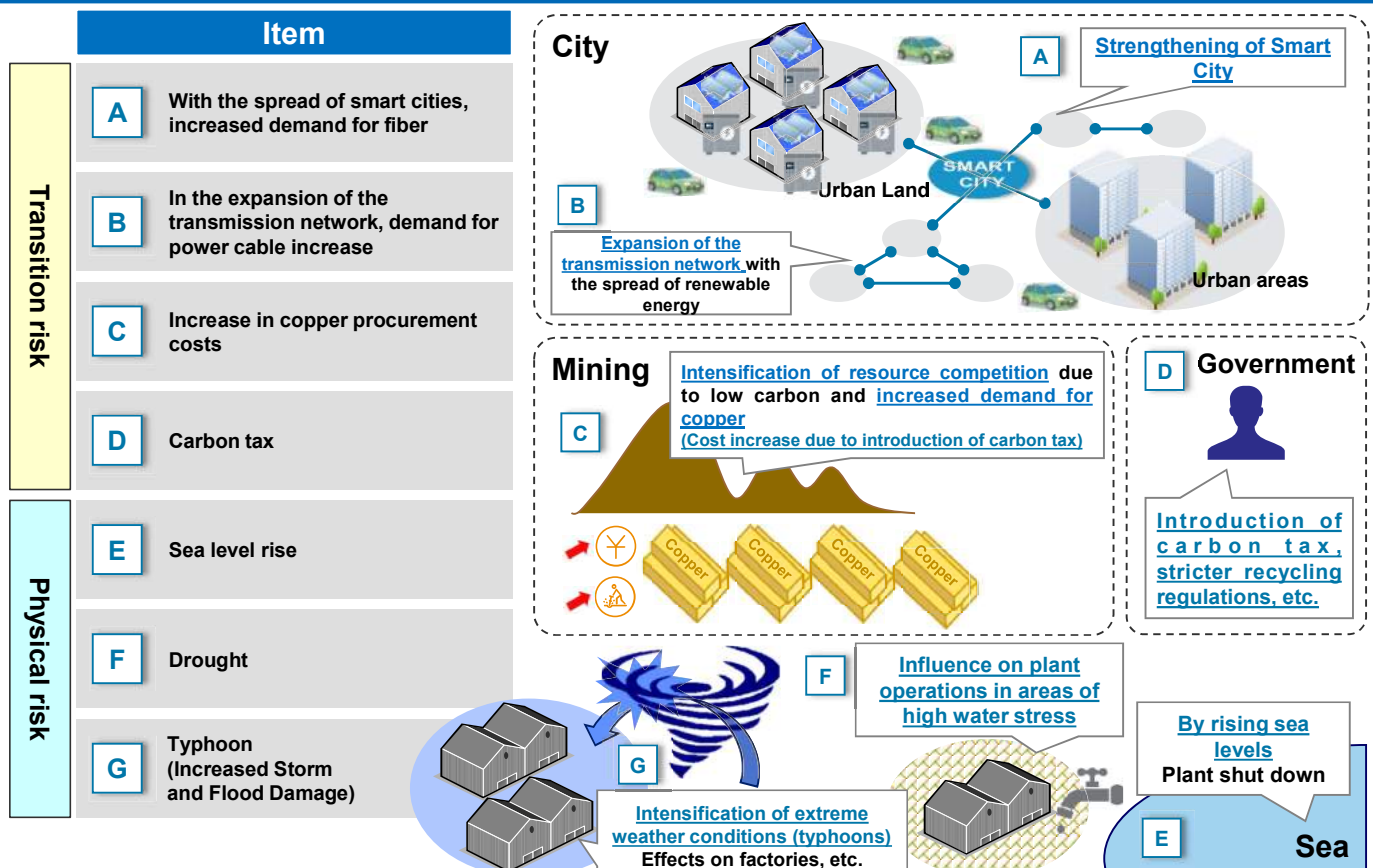 Item
Transition risk
A
With the spread of smart cities,
increased demand for fiber
B
In the expansion of the
transmission network, demand for
power cable increase
C
Increase in copper procurement
costs
D
Carbon tax
Physical risk
E
Sea level rise
F
Drought
G
Typhoon
(Increased Storm
and Flood Damage)
City
A
Strengthening of Smart
City
SMART
CITY
Urban Land
B
Expansion of the
transmission network with
the spread of renewable
energy
Urban areas
Mining
C
Intensification of resource competition due
to low carbon and increased demand for
copper
(Cost increase due to introduction of carbon tax)
¥
Copper
Copper
Copper
Copper
D
Government
Introduction of
carbon tax,
stricter recycling
regulations, etc.
F
Influence on plant
operations in areas of
high water stress
G
Intensification of extreme
weather conditions (typhoons)
Effects on factories, etc.
By rising sea
levels
Plant shut down
E
Sea